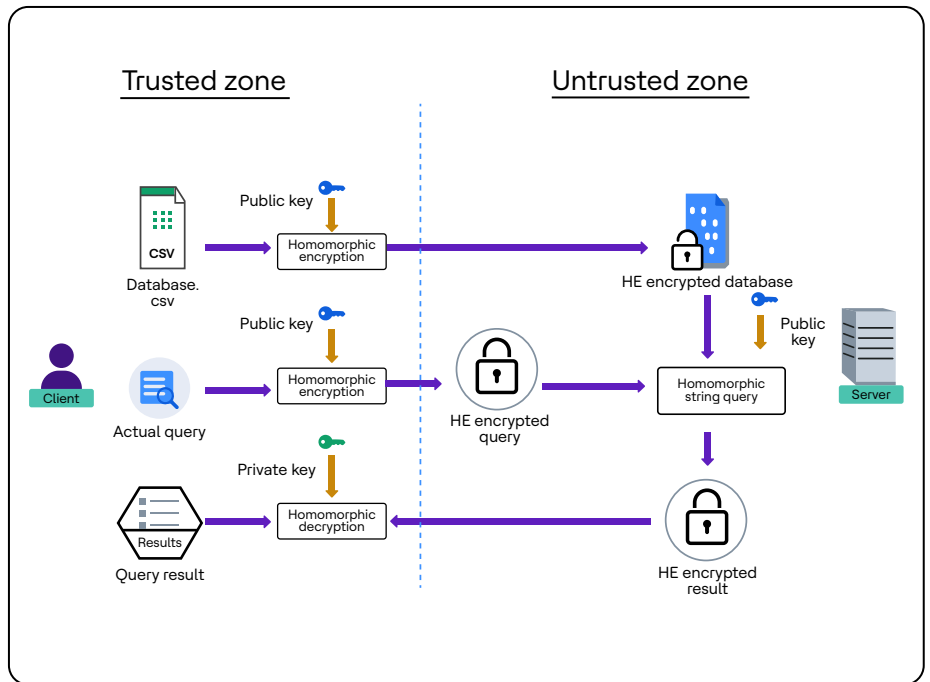 Trusted zone
Untrusted zone
Public key
Homomorphic
encryption
CSV
Database.
csv
HE encrypted database
Public key
Public
key
Homomorphic
encryption
Client
Actual query
HE encrypted
query
Homomorphic
string query
Server
Private key
Homomorphic
decryption
Results
Query result
HE encrypted
result